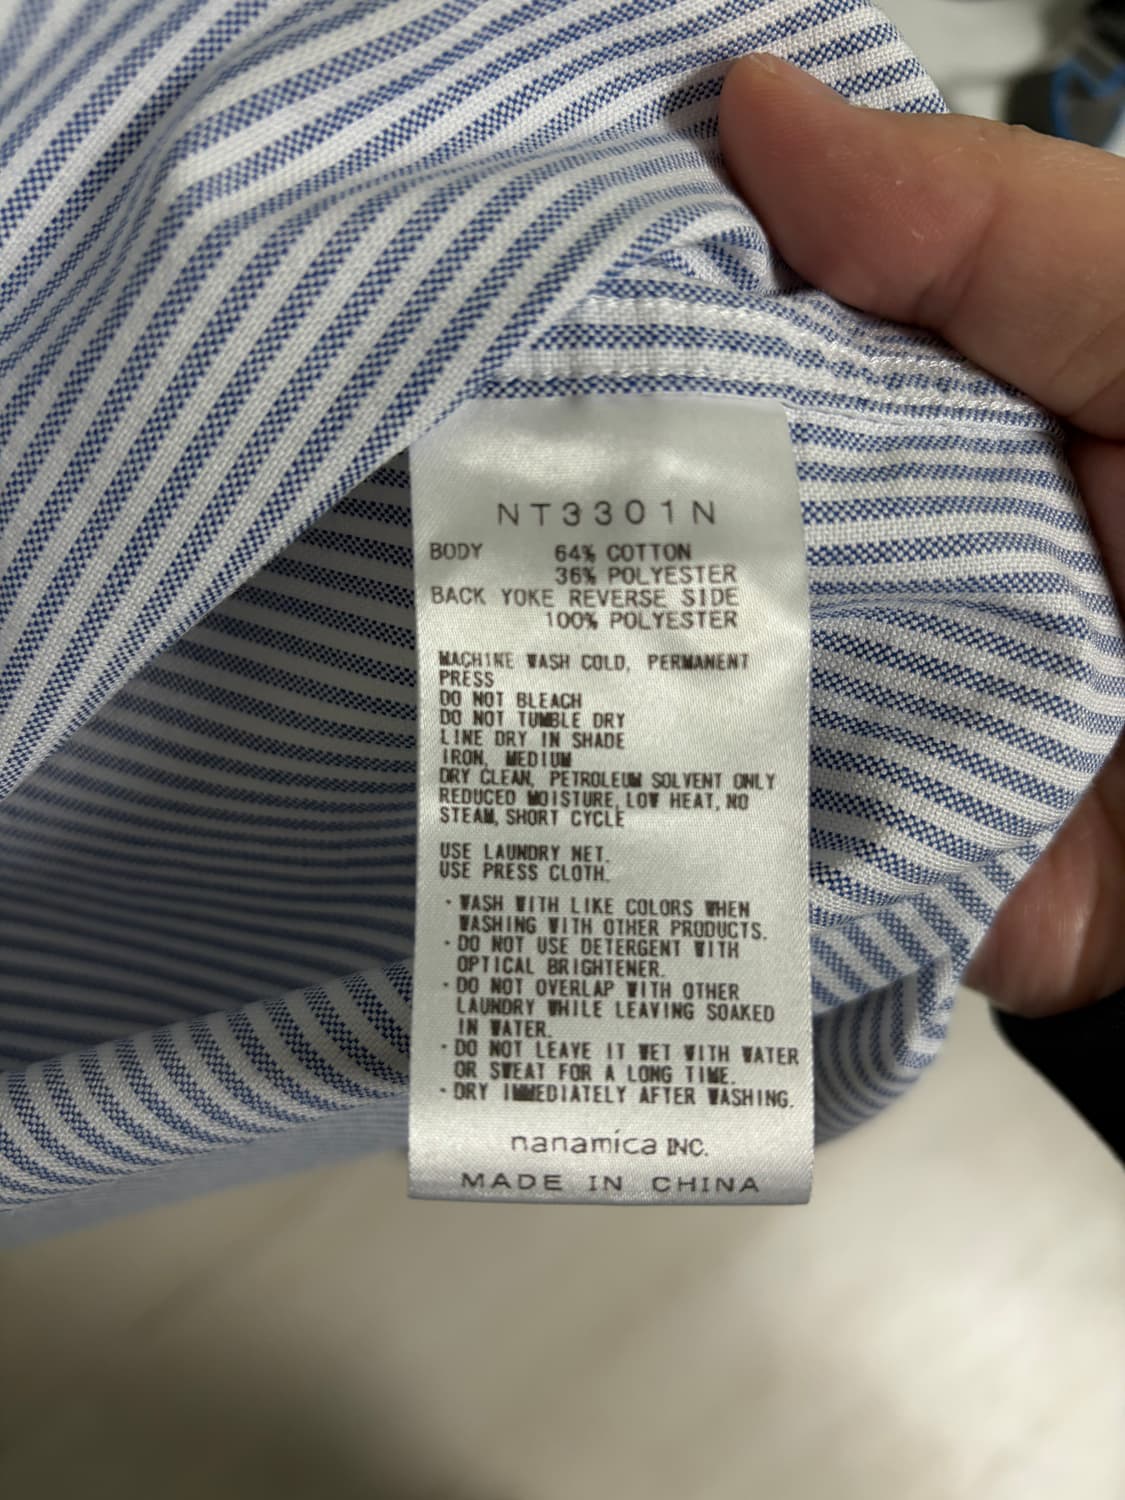 NT3301N
BODY 64% COTTON
36% POLYESTER
BACK YOKE REVERSE SIDE
100% POLYESTER
MACHINE WASH COLD, PERMANENT
PRESS
DO NOT BLEACH
DO NOT TUMBLE DRY
LINE DRY IN SHADE
IRON, MEDIUM
DRY CLEAN, PETROLEUM SOLVENT ONLY
REDUCED MOISTURE, LOW HEAT, NO
STEAM, SHORT CYCLE
USE LAUNDRY NET.
USE PRESS CLOTH.
・WASH WITH LIKE COLORS WHEN
WASHING WITH OTHER PRODUCTS.
・DO NOT USE DETERGENT WITH
OPTICAL BRIGHTENER.
・DO NOT OVERLAP WITH OTHER
LAUNDRY WHILE LEAVING SOAKED
IN WATER.
・DO NOT LEAVE IT WET WITH WATER
OR SWEAT FOR A LONG TIME.
・DRY IMMEDIATELY AFTER WASHING.
nanamica INC.
MADE IN CHINA